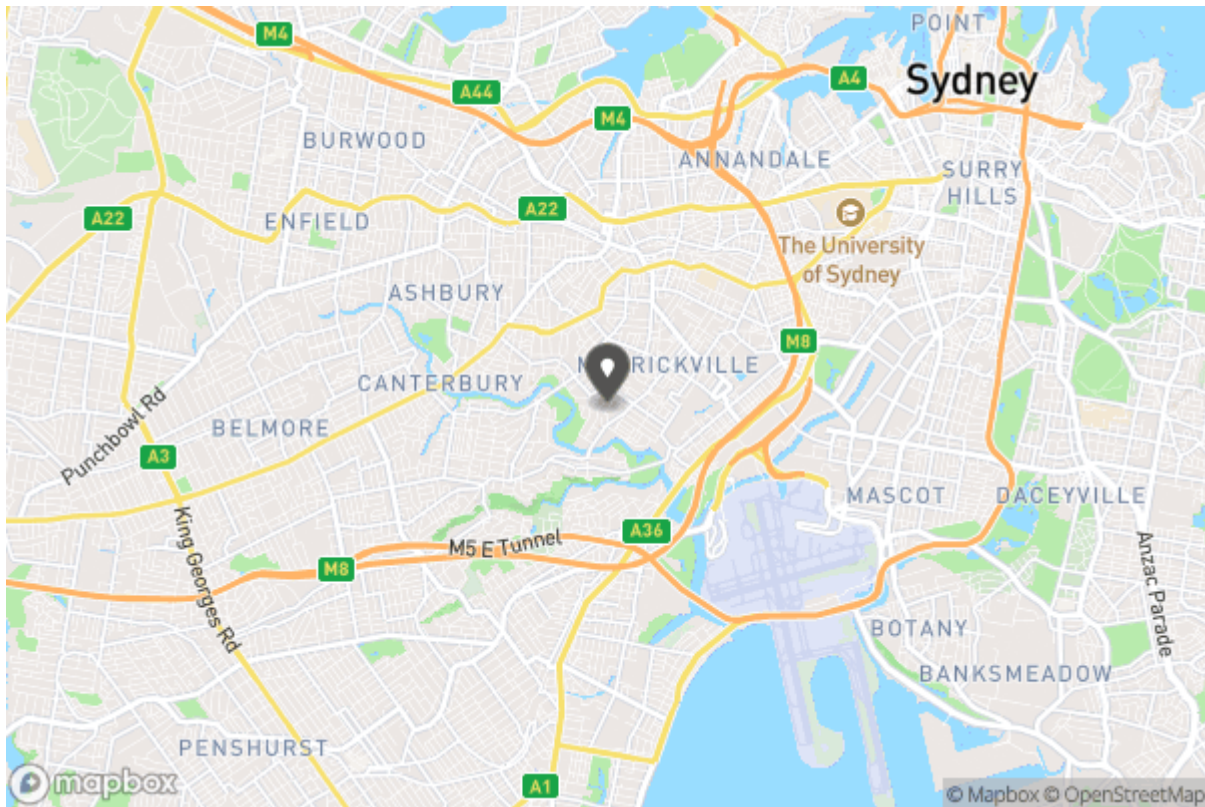 POINT
M4
Sydney
A44
A4
M4
BURWOOD
ANNANDALE
SURRY
HILLS
A22
A22
ENFIELD
The University
of Sydney
ASHBURY
M8
RICKVILLE
CANTERBURY
Punchbowl Rd
BELMORE
A3
MASCOT
DACEYVILLE
King Georges Rd
A36
M5 E Tunnel
M8
Anzac Parade
BOTANY
BANKSMEADOW
PENSHURST
A1
mapbox
© Mapbox © OpenStreetMap